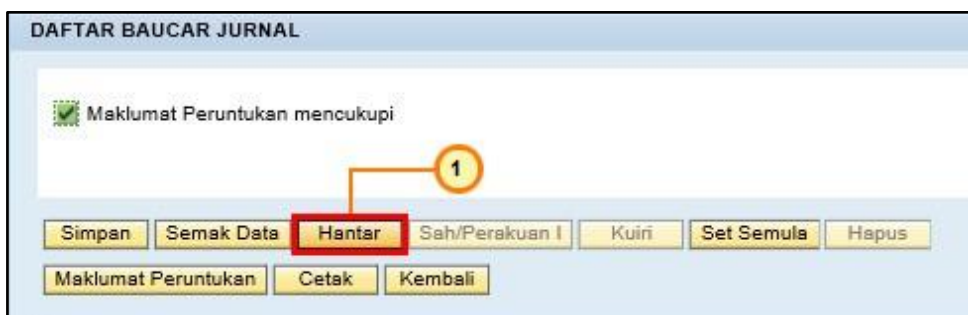 DAFTAR BAUCAR JURNAL
Maklumat Peruntukan mencukupi
1
Simpan Semak Data Hantar Sah/Perakuan I Kuiri Set Semula Hapus
Maklumat Peruntukan Cetak Kembali